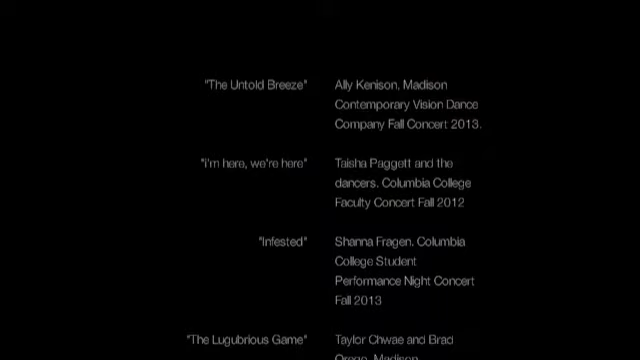 "The Untold Breeze" Ally Kenison, Madison
Contemporary Vision Dance
Company Fall Concert 2013.
"I'm here, we're here" Taisha Paggett and the
dancers. Columbia College
Faculty Concert Fall 2012
"Infested" Shanna Fragen. Columbia
College Student
Performance Night Concert
Fall 2013
"The Lugubrious Game" Taylor Chwae and Brad
Madison